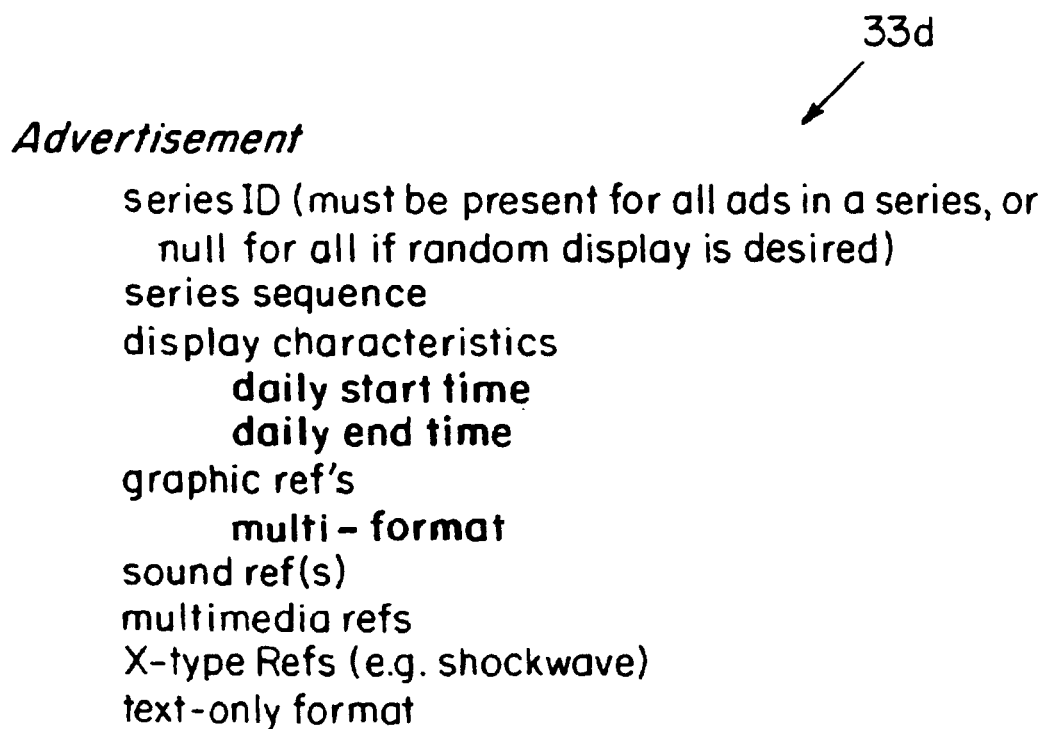 33d
Advertisement
series ID (must be present for all ads in a series, or
null for all if random display is desired)
series sequence
display characteristics
daily start time
daily end time
graphic ref's
multi-format
sound ref(s)
multimedia refs
X-type Refs (e.g. shockwave)
text-only format